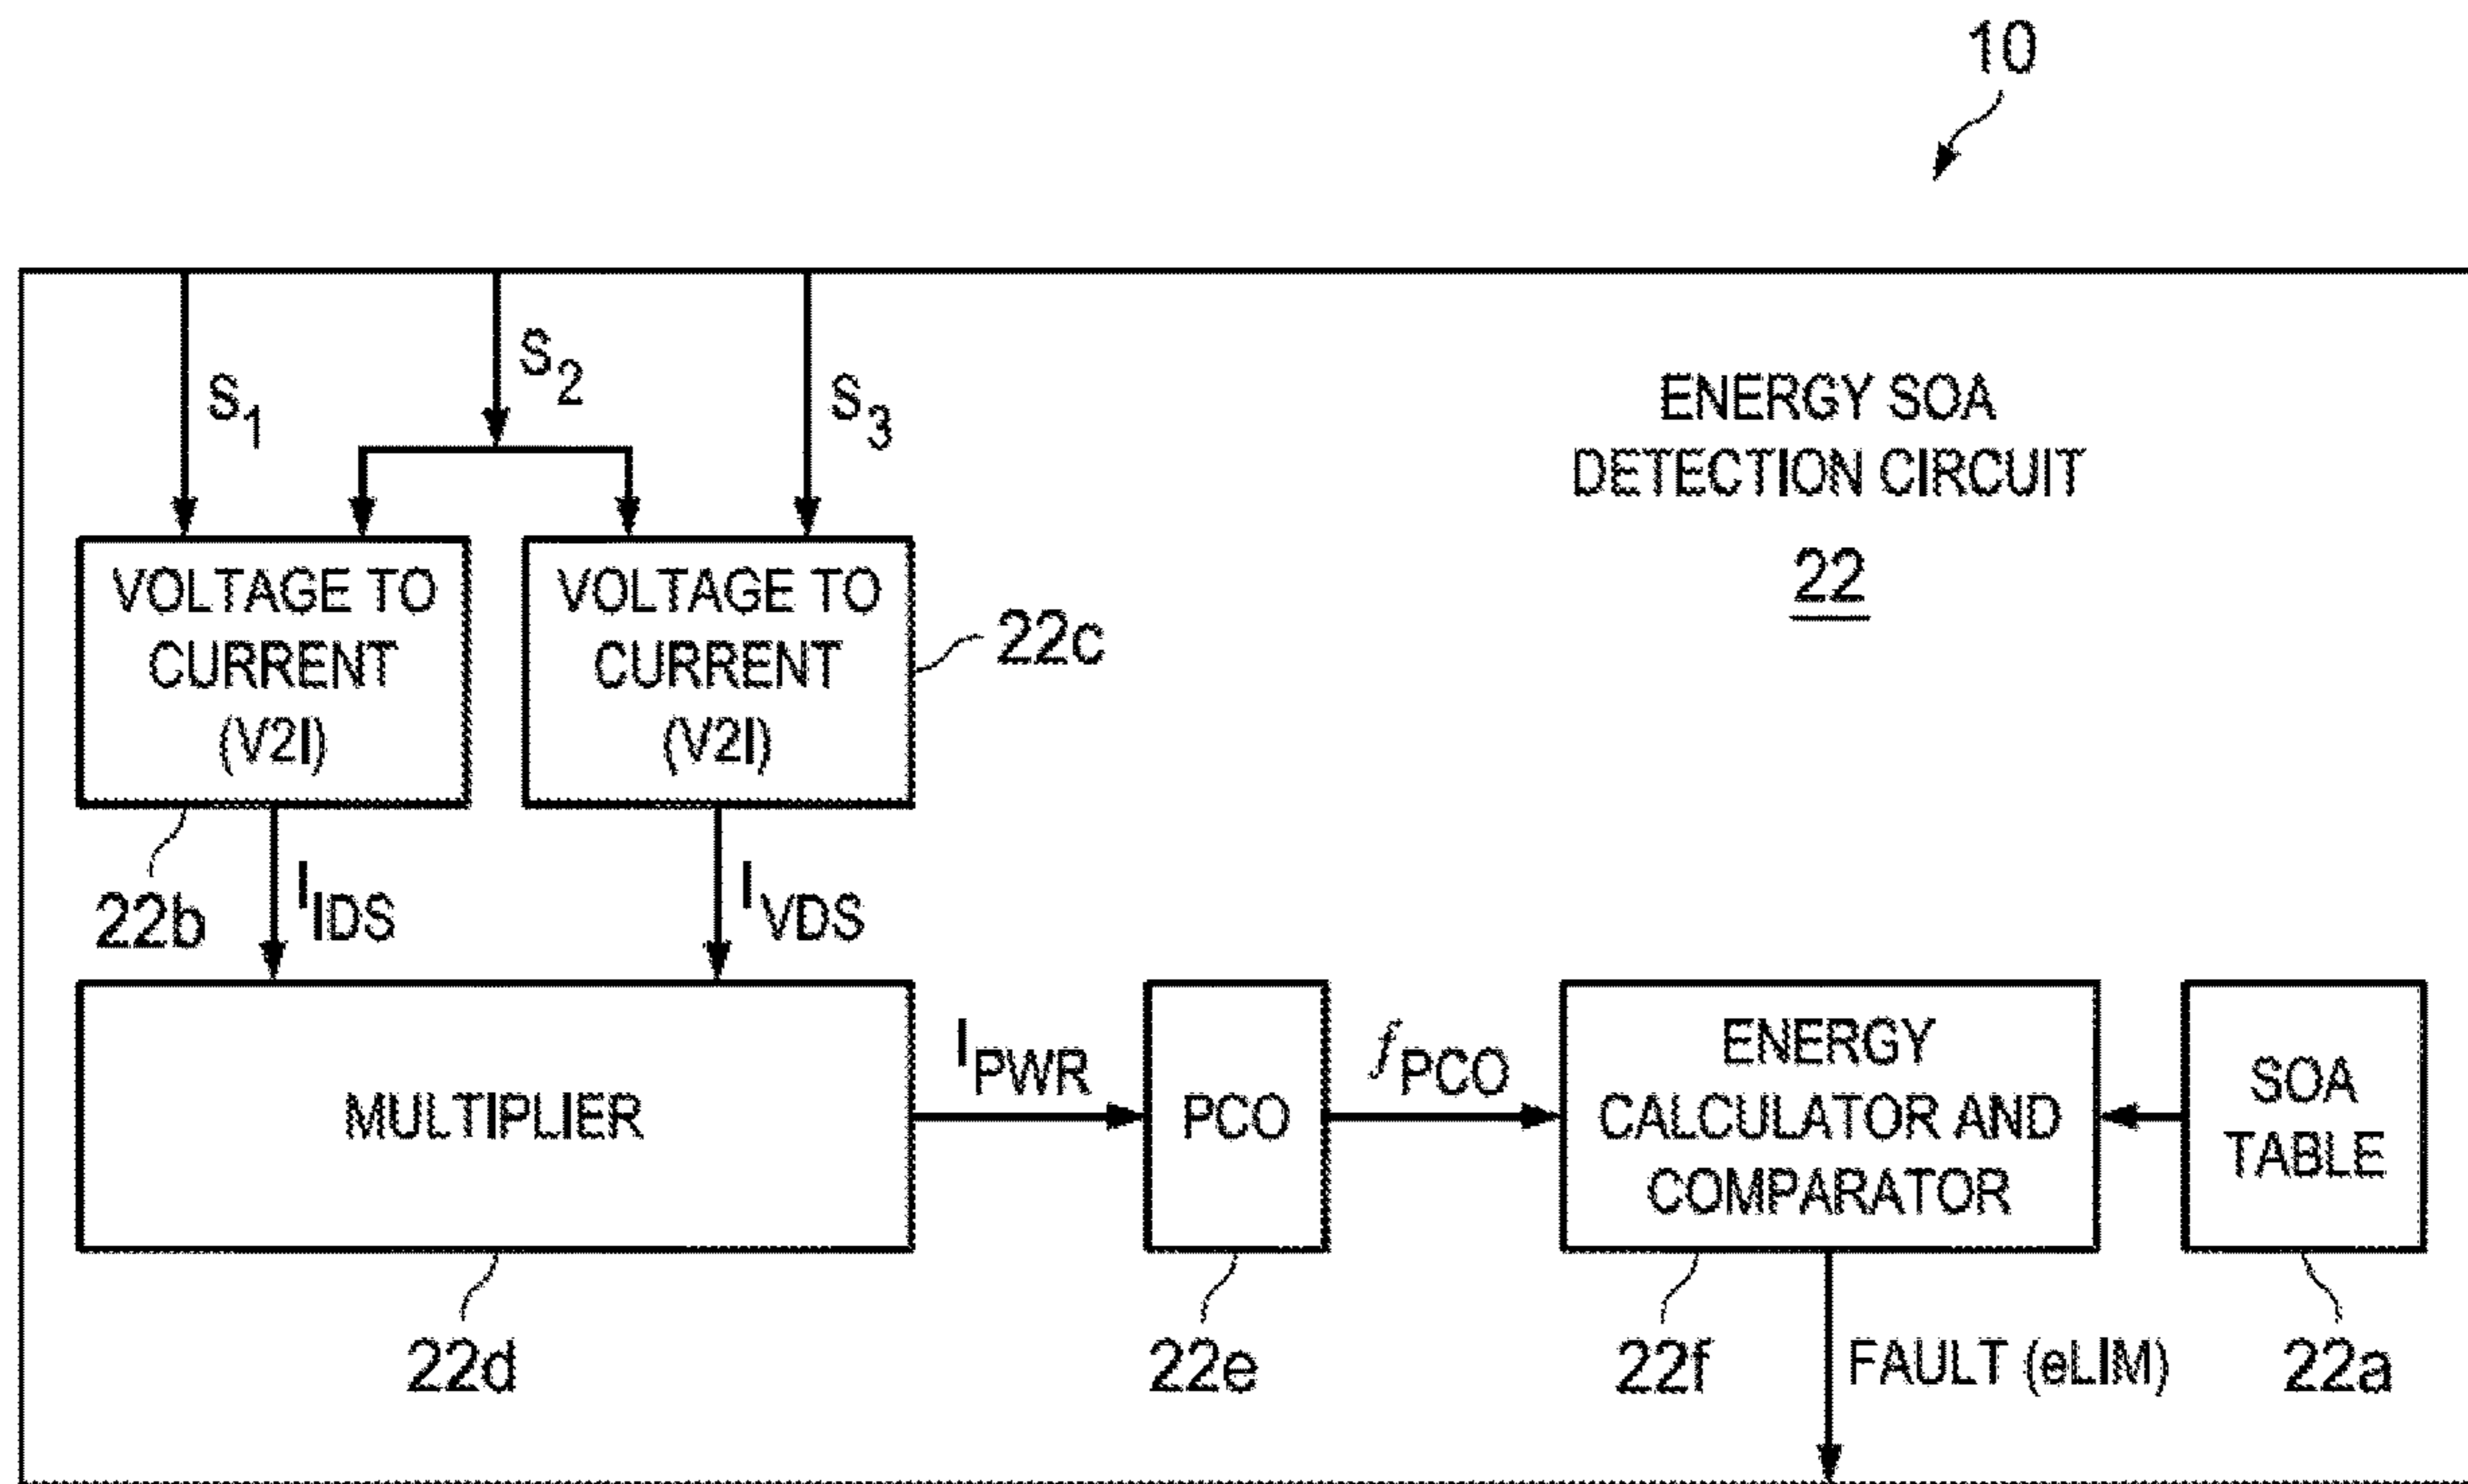 10
S1
S2
S3
ENERGY SOA
DETECTION CIRCUIT
22
VOLTAGE TO
CURRENT
(V2I)
VOLTAGE TO
CURRENT
(V2I)
22c
22b
IIDS
IVDS
MULTIPLIER
IPWR
PCO
fPCO
ENERGY
CALCULATOR AND
COMPARATOR
SOA
TABLE
22d
22e
22f
FAULT (eLIM)
22a